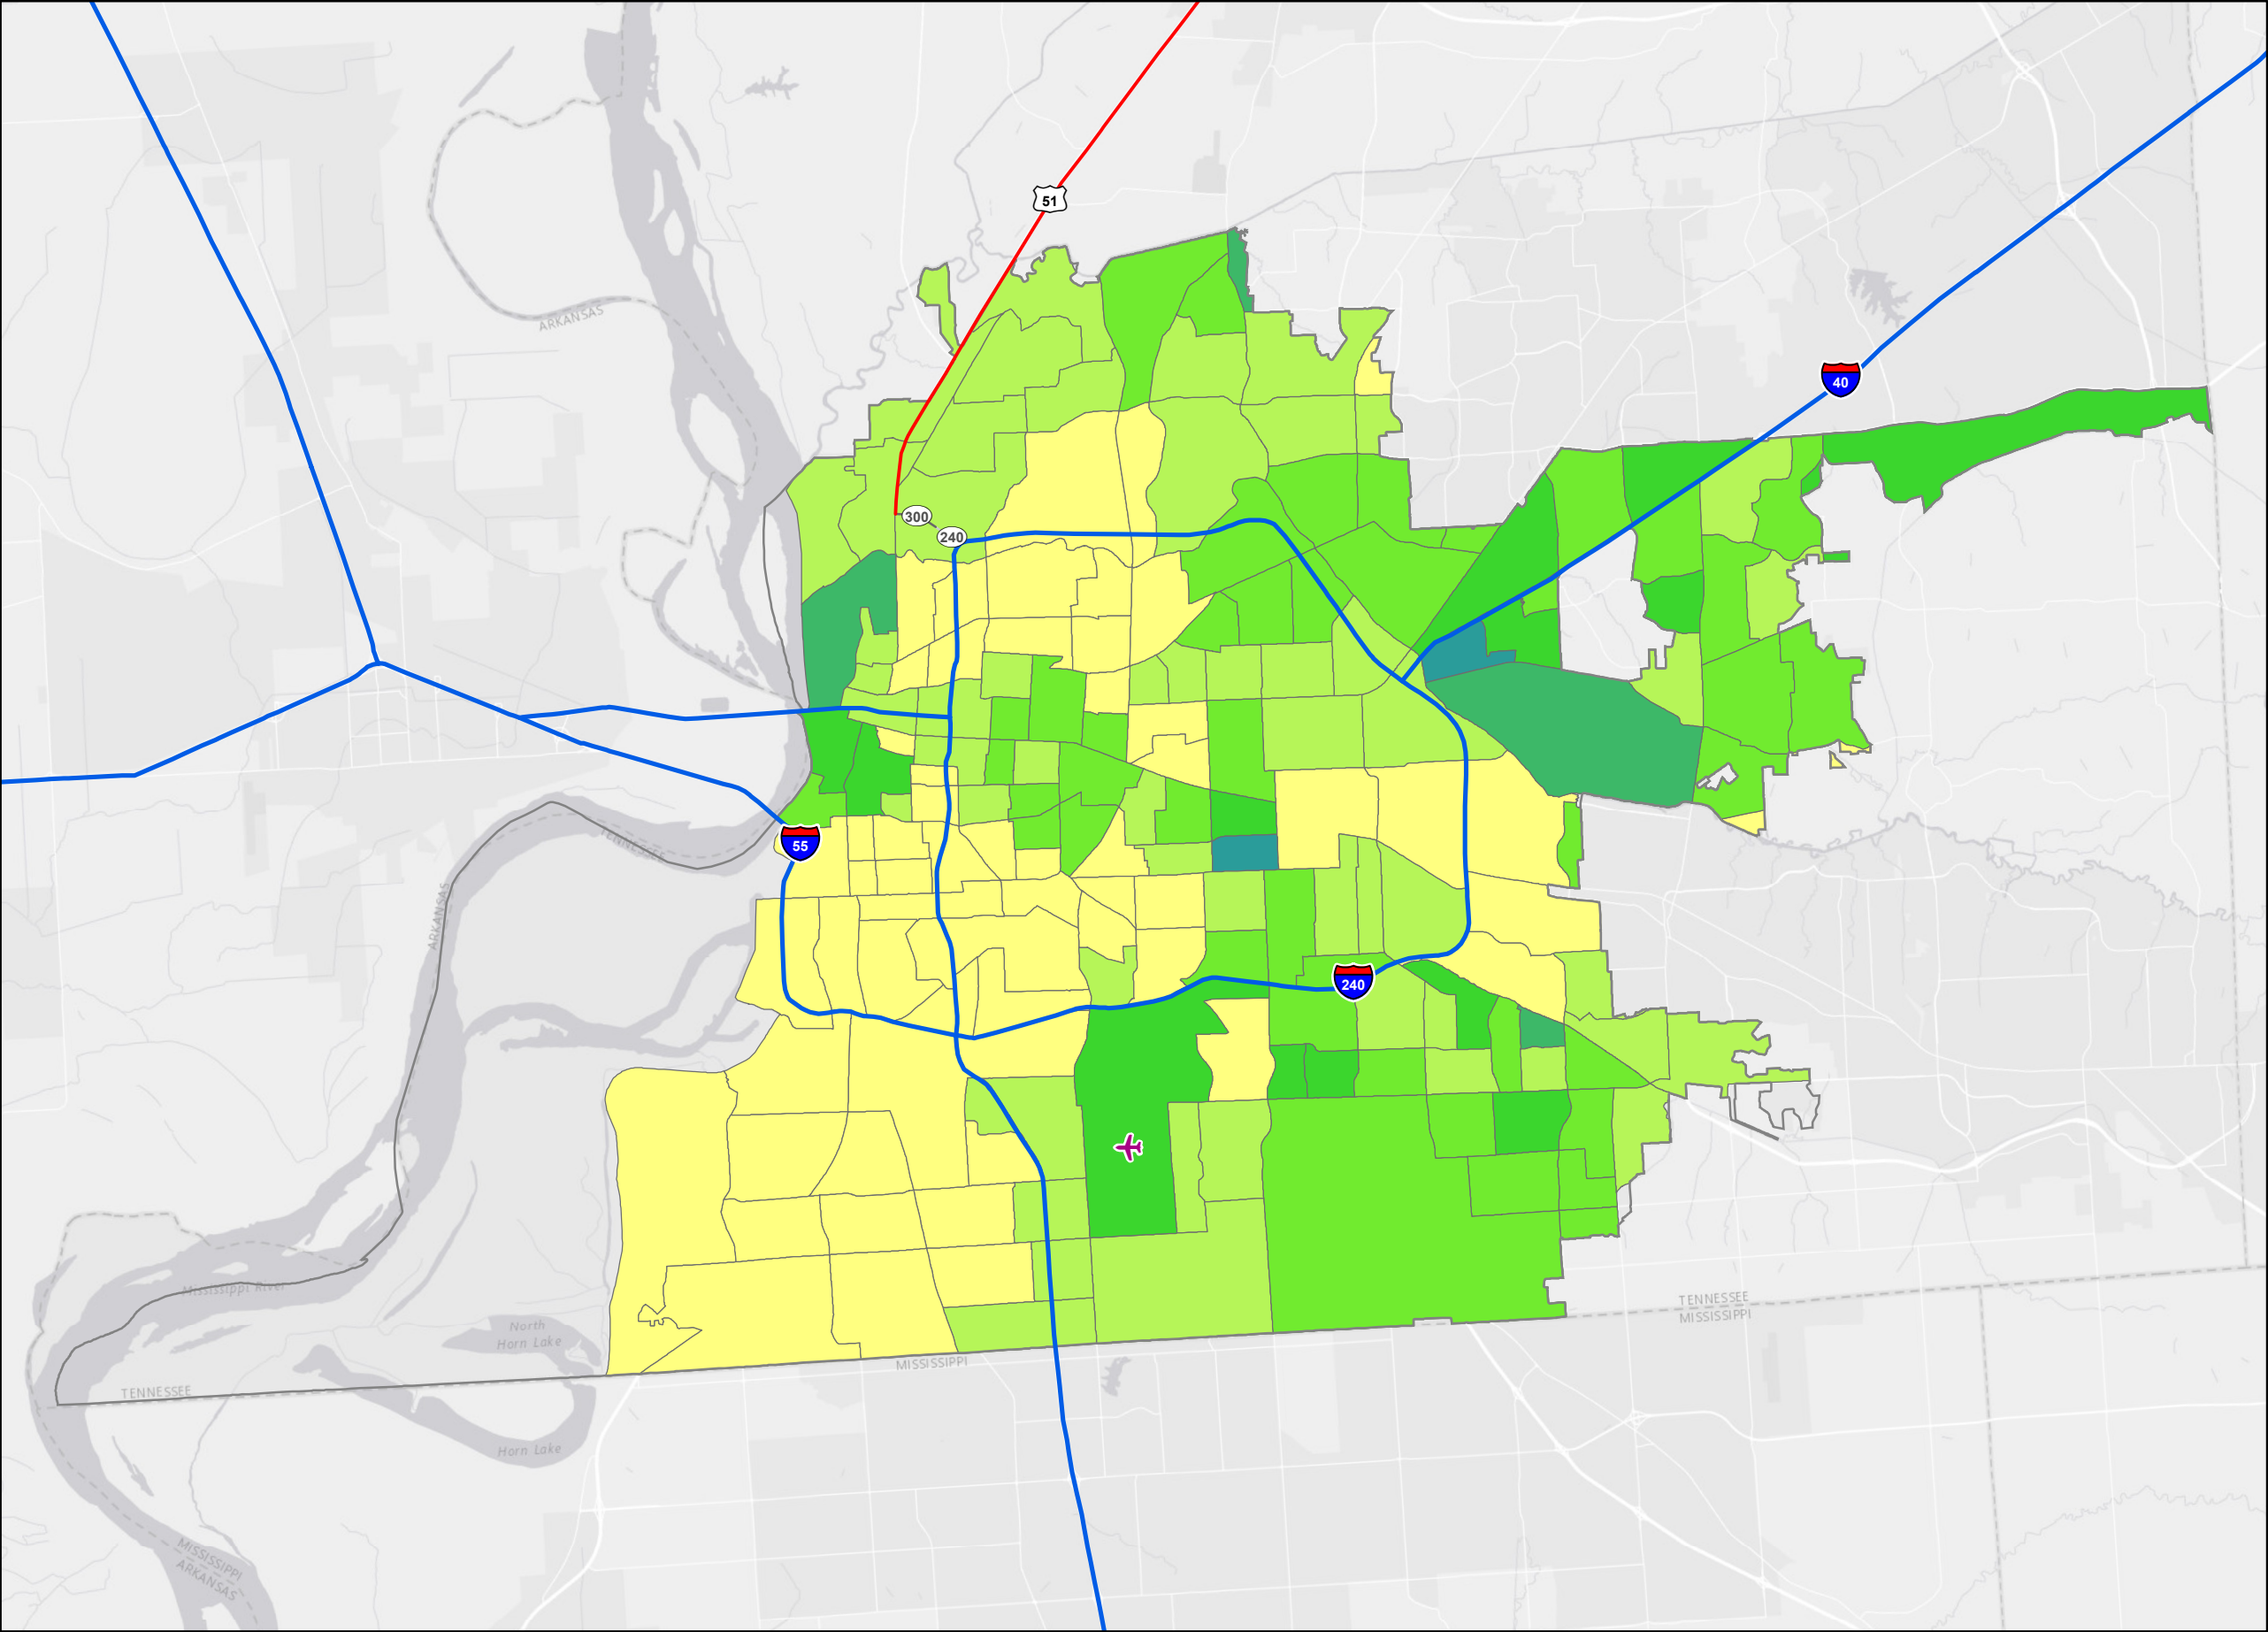 51
ARKANSAS
40
300
240
TENNESSEE
55
ARKANSAS
240
Mississippi River
TENNESSEE
MISSISSIPPI
North
Horn Lake
MISSISSIPPI
TENNESSEE
Horn Lake
MISSISSIPPI
ARKANSAS